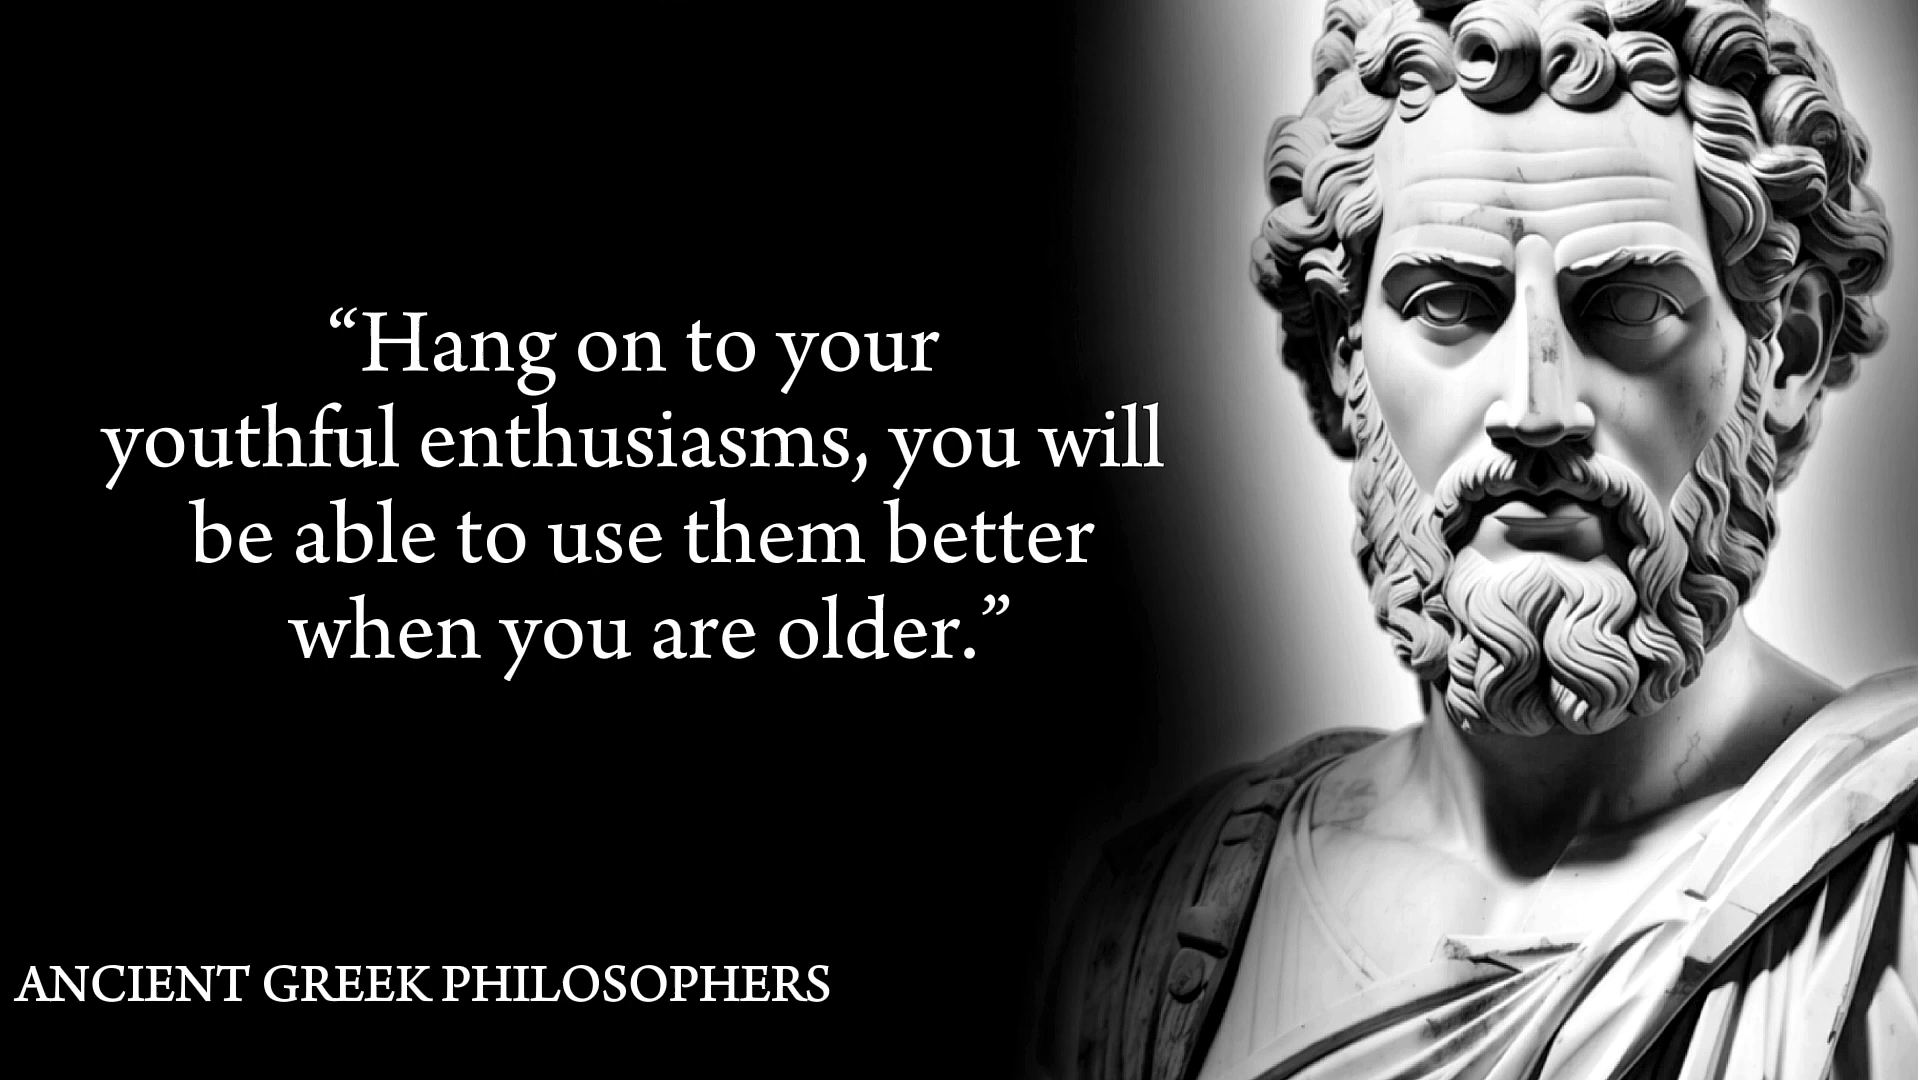 “Hang on to your
youthful enthusiasms, you will
be able to use them better
when you are older.”
ANCIENT GREEK PHILOSOPHERS